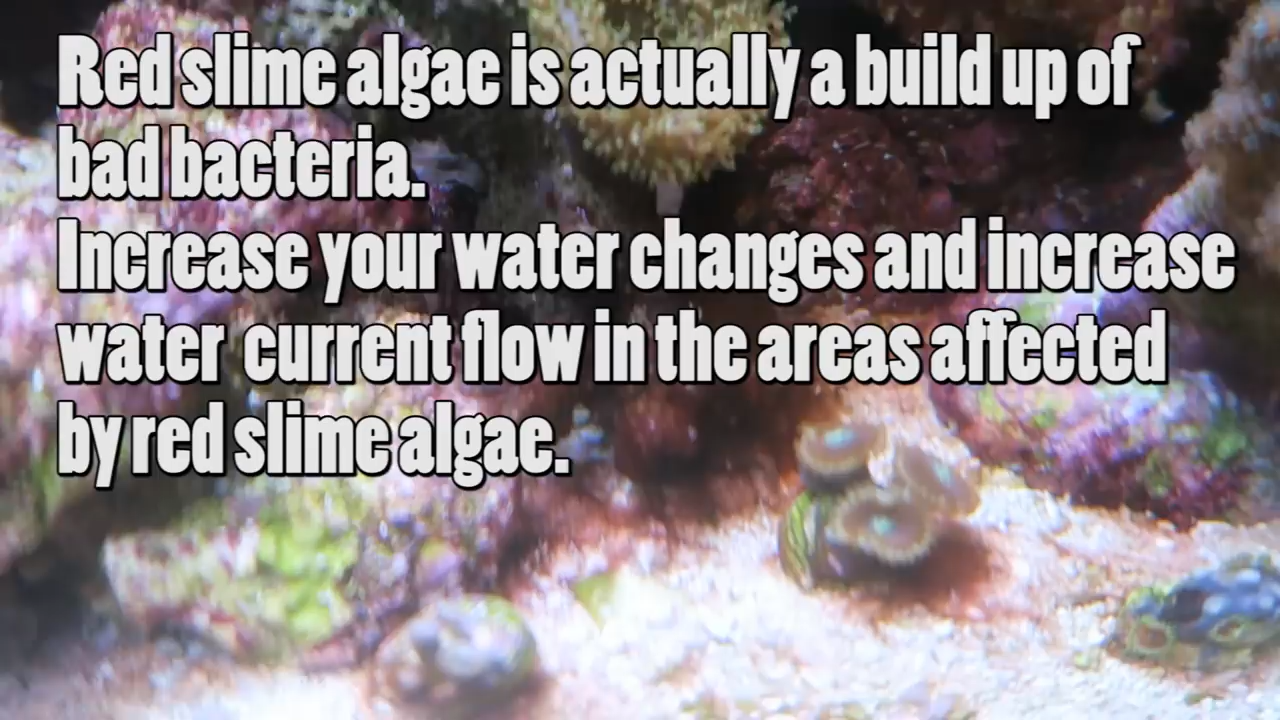 Red slime algae is actually a build up of
bad bacteria.
Increase your water changes and increase
water current flow in the areas affected
by red slime algae.